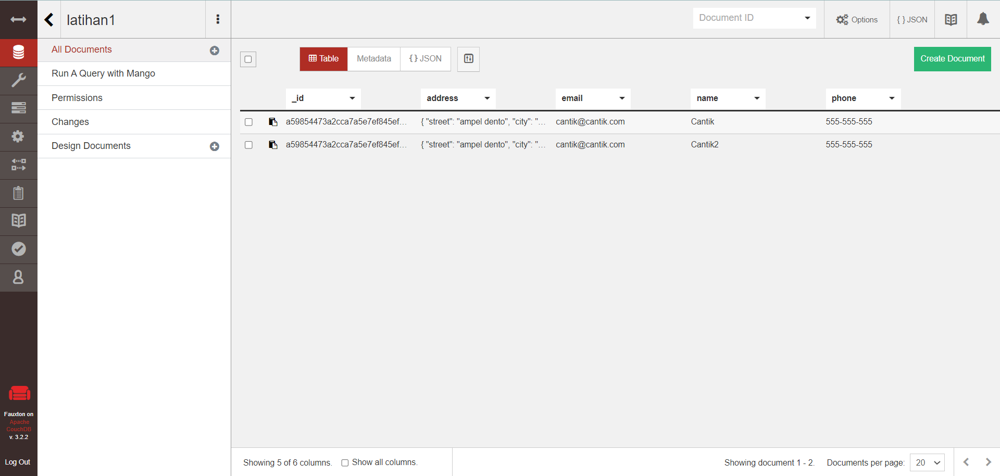 latihan1
Document ID
Options
{ } JSON
All Documents
Run A Query with Mango
Permissions
Changes
Design Documents
Table
Metadata
{ } JSON
Create Document
_id address email name phone
a59854473a2cca7a5e7ef845ef... { "street": "ampel dento", "city": "... cantik@cantik.com Cantik 555-555-555
a59854473a2cca7a5e7ef845ef... { "street": "ampel dento", "city": "... cantik@cantik.com Cantik2 555-555-555
Fauxton on
Apache
CouchDB
v. 3.2.2
Log Out
Showing 5 of 6 columns.
Show all columns.
Showing document 1 - 2.
Documents per page: 20